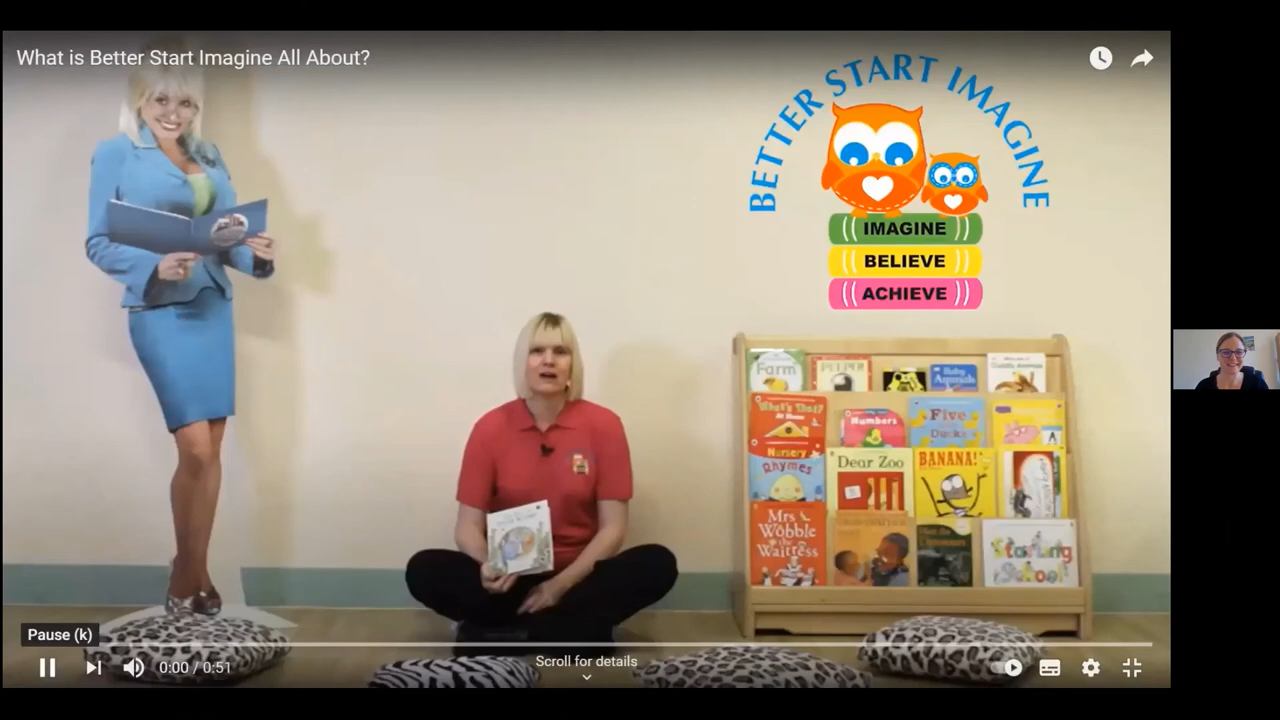 What is Better Start Imagine All About?
BETTER START IMAGINE
IMAGINE
BELIEVE
ACHIEVE
Farm
Baby
Animals
What's That?
At Home
Numbers
Five
Ducks
Nursery
Rhymes
Dear Zoo
BANANA!
Mrs
Wobble
the
Waitress
Starting
School
Pause (k)
0:00 / 0:51
Scroll for details